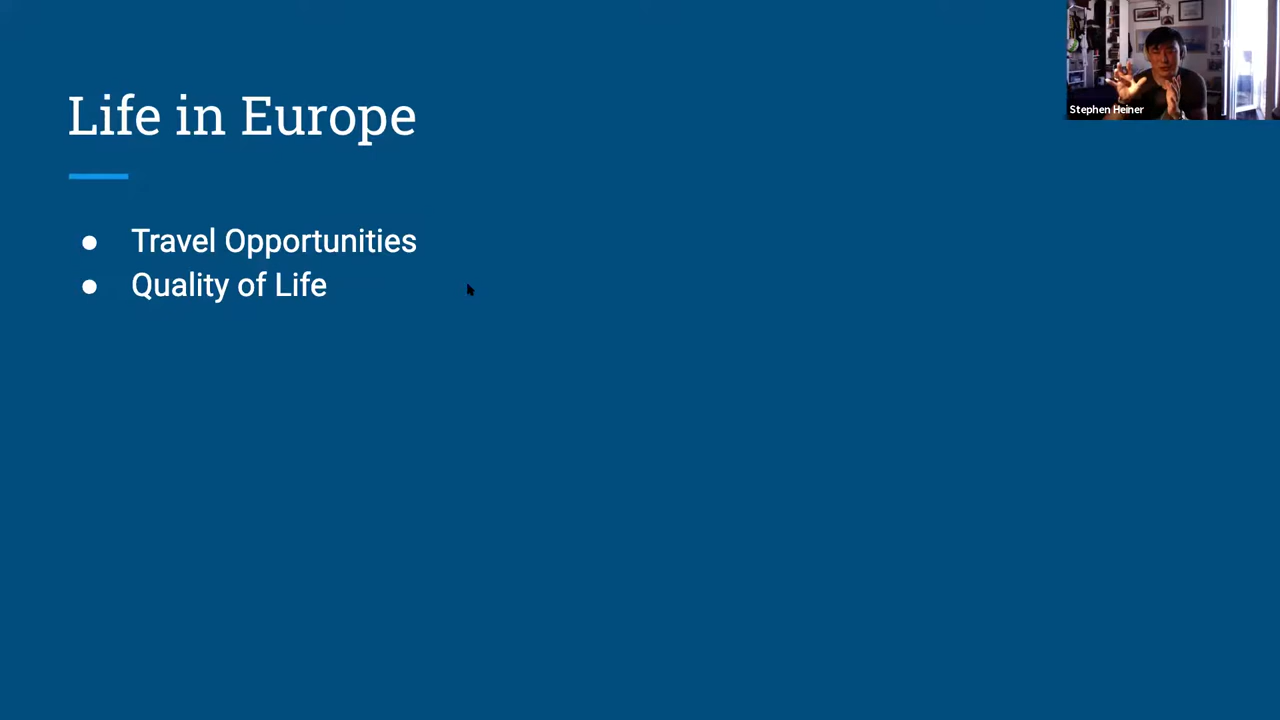 Life in Europe
● Travel Opportunities
● Quality of Life
Stephen Heiner